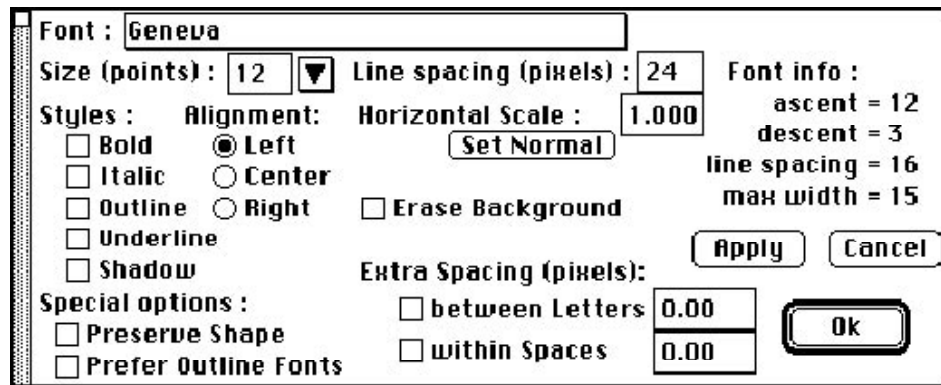 Font : Geneva
Size (points) : 12 Line spacing (pixels) : 24 Font info :
Styles : Alignment: Horizontal Scale : 1.000 ascent = 12
Bold Left Set Normal descent = 3
Italic Center line spacing = 16
Outline Right Erase Background max width = 15
Underline Apply Cancel
Shadow Extra Spacing (pixels):
Special options : between Letters 0.00
Preserve Shape Ok
Prefer Outline Fonts within Spaces 0.00